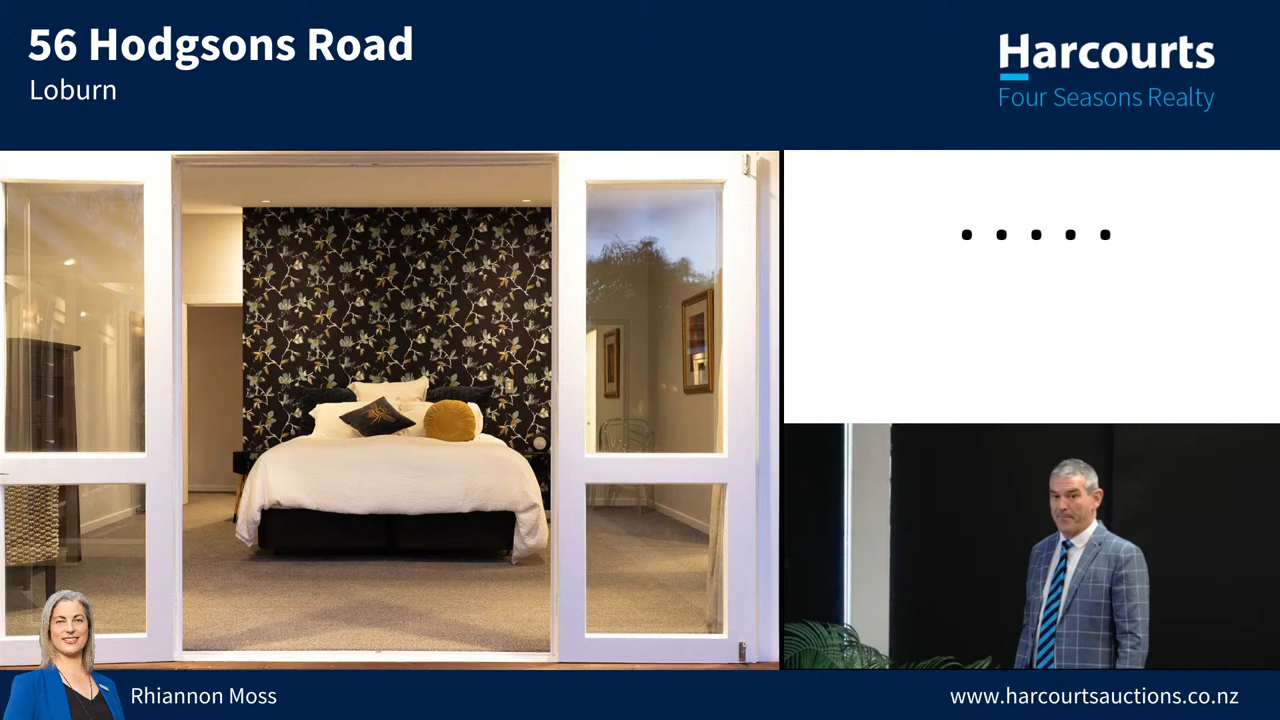 56 Hodgsons Road
Loburn
Harcourts
Four Seasons Realty
.....
Rhiannon Moss
www.harcourtsauctions.co.nz